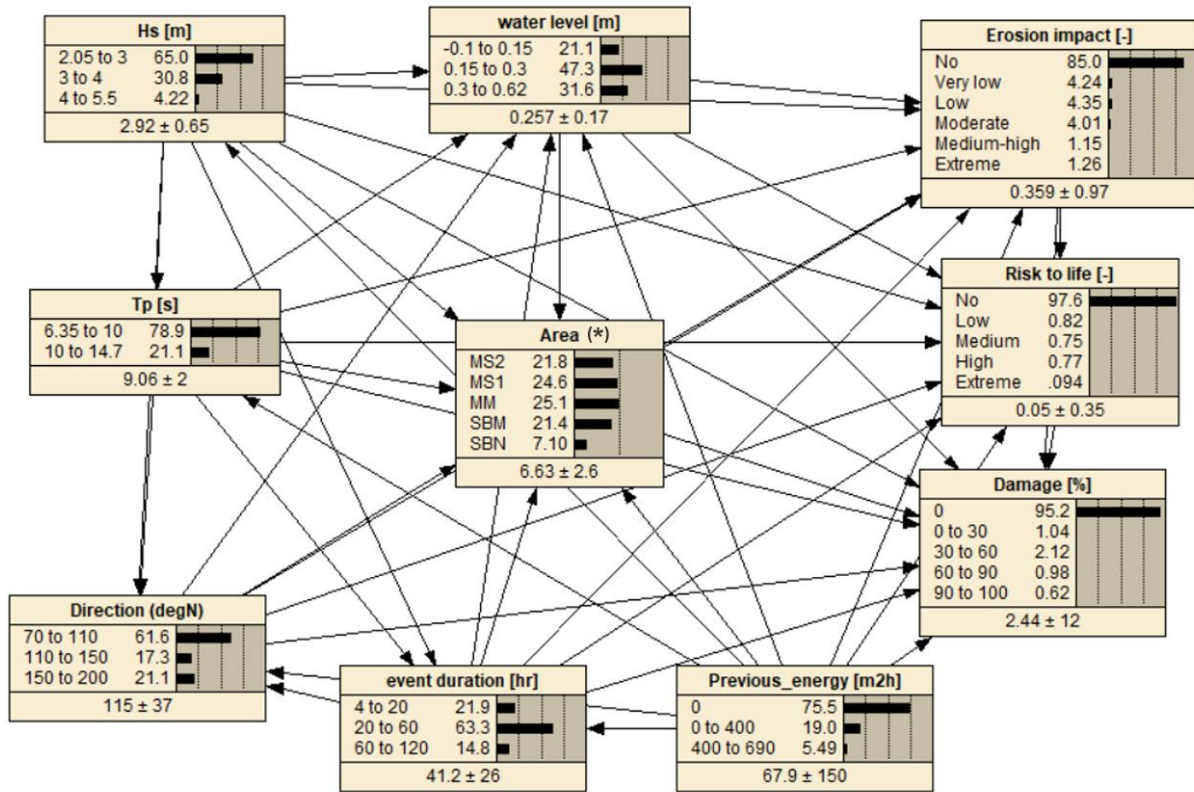 Hs [m]
2.05 to 3 65.0
3 to 4 30.8
4 to 5.5 4.22
2.92 ± 0.65
water level [m]
-0.1 to 0.15 21.1
0.15 to 0.3 47.3
0.3 to 0.62 31.6
0.257 ± 0.17
Erosion impact [-]
No 85.0
Very low 4.24
Low 4.35
Moderate 4.01
Medium-high 1.15
Extreme 1.26
0.359 ± 0.97
Tp [s]
6.35 to 10 78.9
10 to 14.7 21.1
9.06 ± 2
Area (*)
MS2 21.8
MS1 24.6
MM 25.1
SBM 21.4
SBN 7.10
6.63 ± 2.6
Risk to life [-]
No 97.6
Low 0.82
Medium 0.75
High 0.77
Extreme .094
0.05 ± 0.35
Damage [%]
0 95.2
0 to 30 1.04
30 to 60 2.12
60 to 90 0.98
90 to 100 0.62
2.44 ± 12
Direction (degN)
70 to 110 61.6
110 to 150 17.3
150 to 200 21.1
115 ± 37
event duration [hr]
4 to 20 21.9
20 to 60 63.3
60 to 120 14.8
41.2 ± 26
Previous_energy [m2h]
0 75.5
0 to 400 19.0
400 to 690 5.49
67.9 ± 150